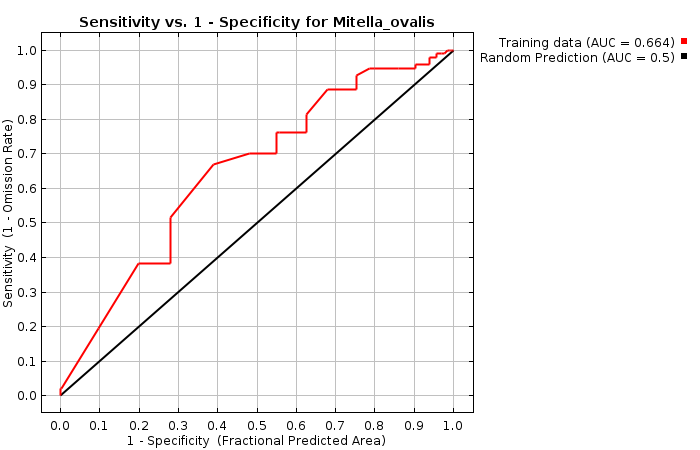 Sensitivity vs. 1 - Specificity for Mitella_ovalis
Training data (AUC = 0.664)
Random Prediction (AUC = 0.5)
Sensitivity (1 - Omission Rate)
1.0
0.9
0.8
0.7
0.6
0.5
0.4
0.3
0.2
0.1
0.0
0.0 0.1 0.2 0.3 0.4 0.5 0.6 0.7 0.8 0.9 1.0
1 - Specificity (Fractional Predicted Area)